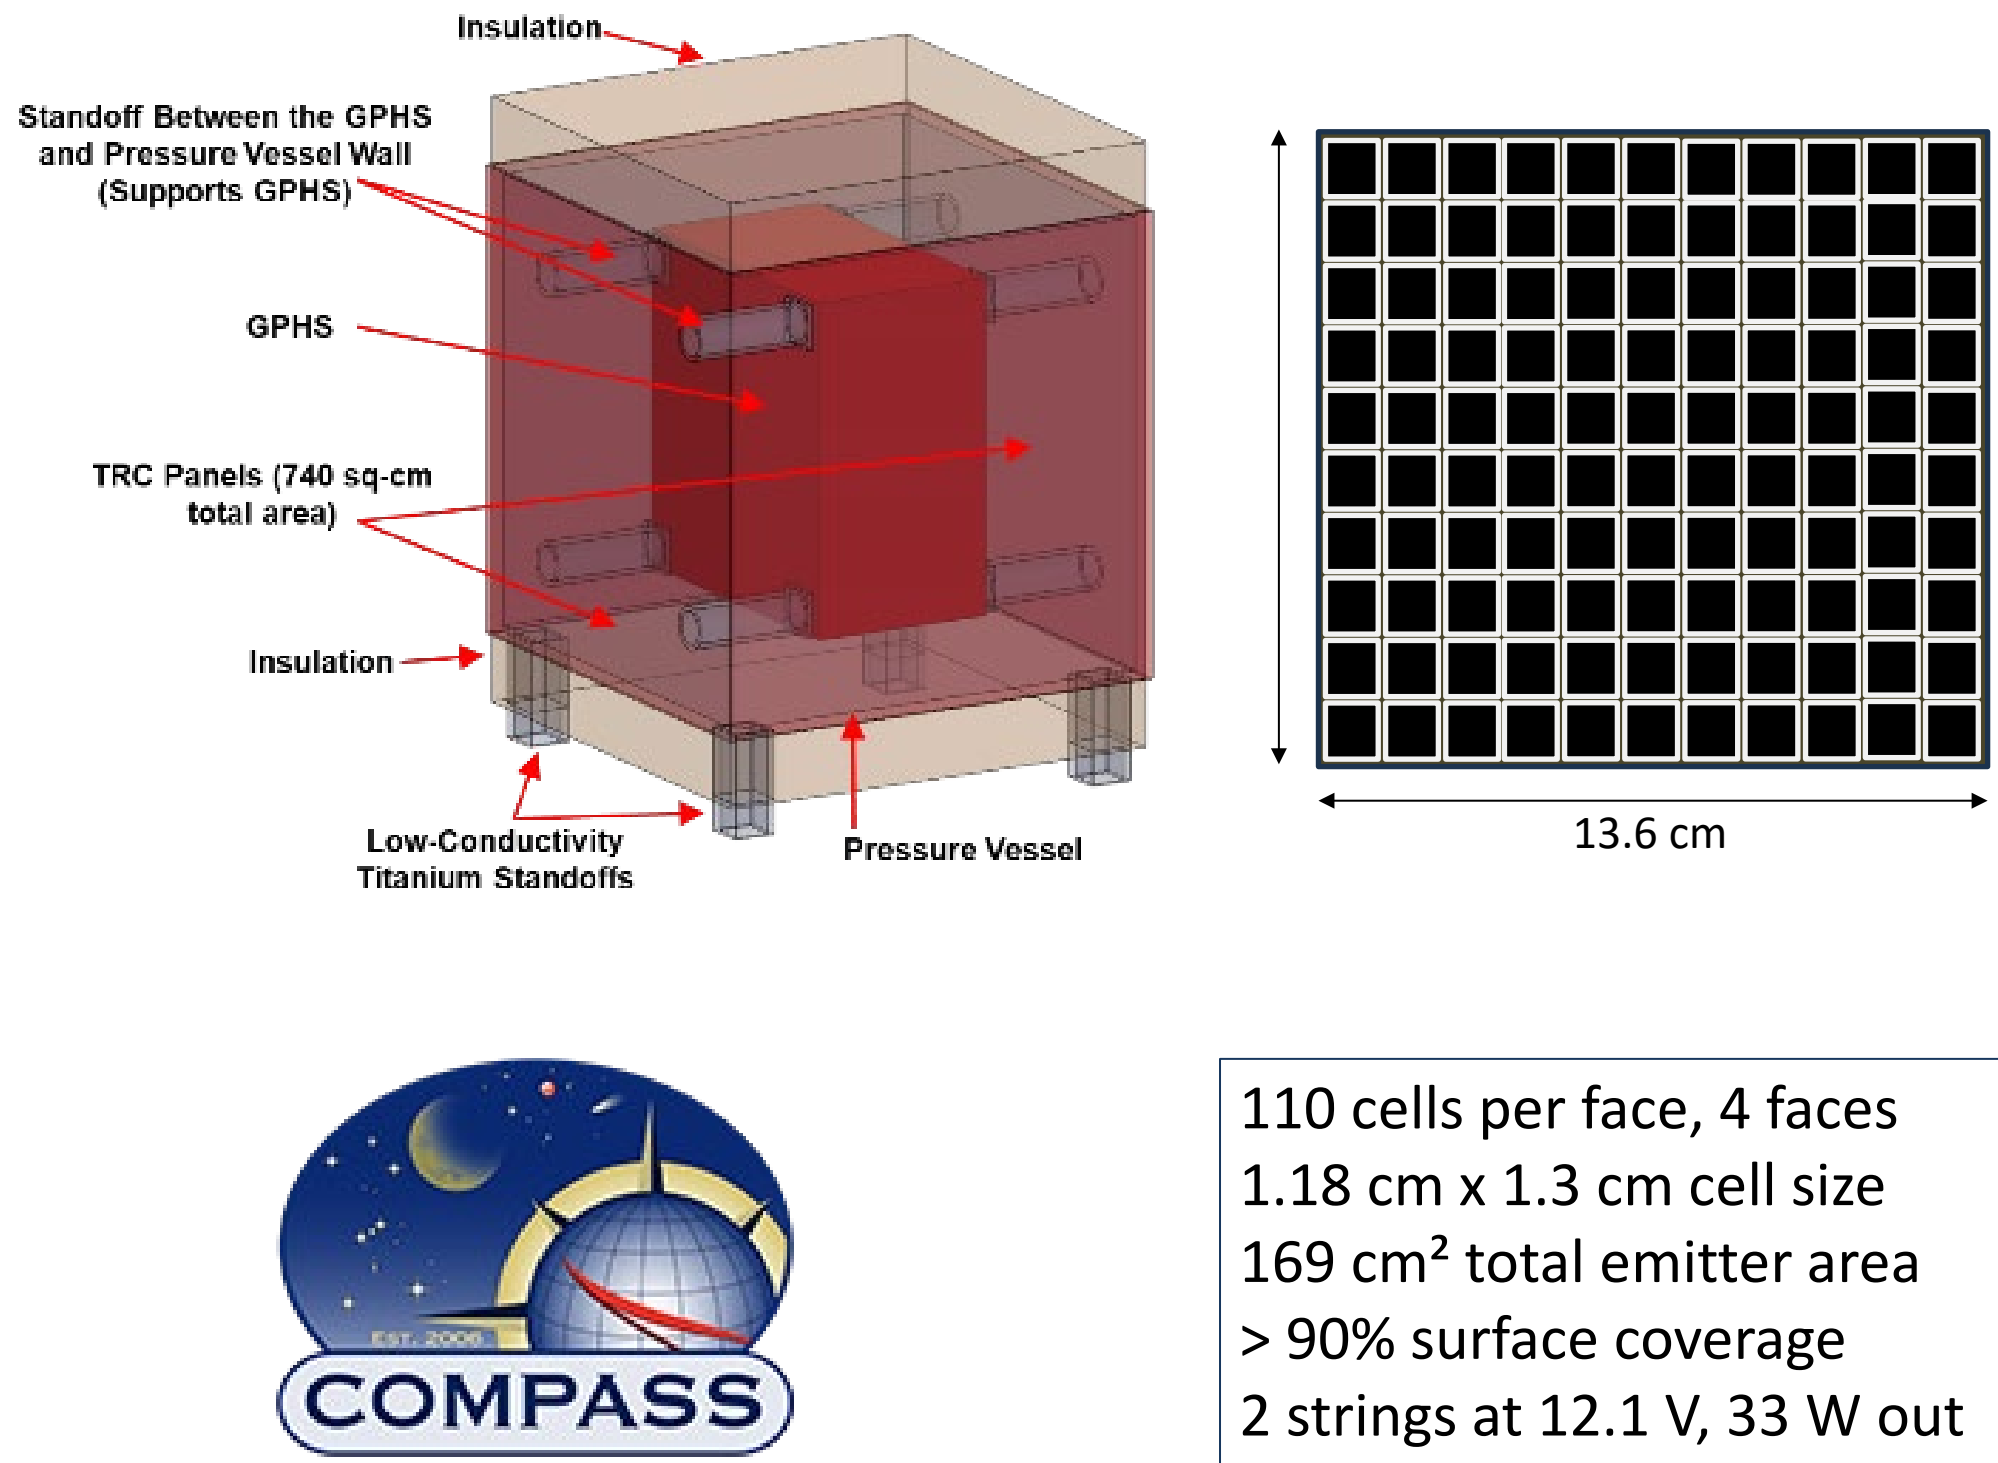 Insulation
Standoff Between the GPHS
and Pressure Vessel Wall
(Supports GPHS)
GPHS
TRC Panels (740 sq-cm
total area)
Insulation
Low-Conductivity
Titanium Standoffs
Pressure Vessel
13.6 cm
EST. 2006
COMPASS
110 cells per face, 4 faces
1.18 cm x 1.3 cm cell size
169 cm² total emitter area
> 90% surface coverage
2 strings at 12.1 V, 33 W out